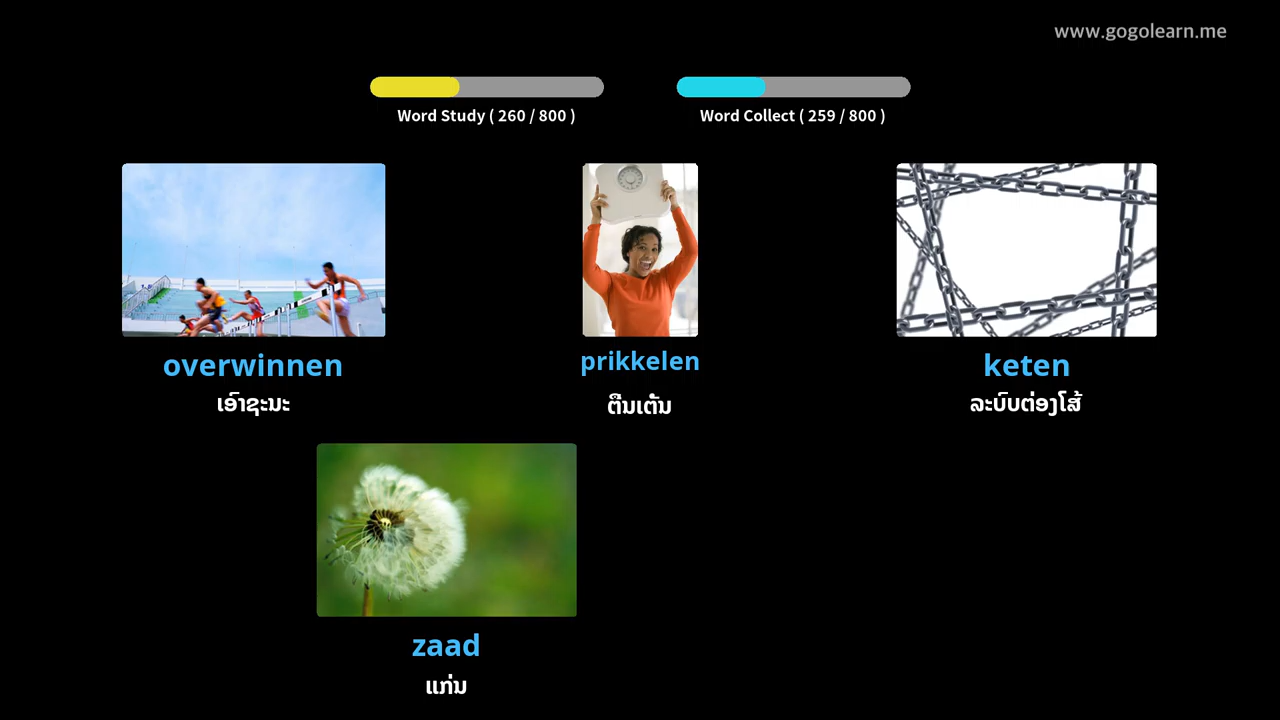 www.gogolearn.me
Word Study ( 260 / 800 )
Word Collect ( 259 / 800 )
overwinnen
prikkelen
keten
ເອົາຊະນະ
ຕື່ນເຕັ້ນ
ລະບົບຕ່ອງໂສ້
zaad
ແກ່ນ